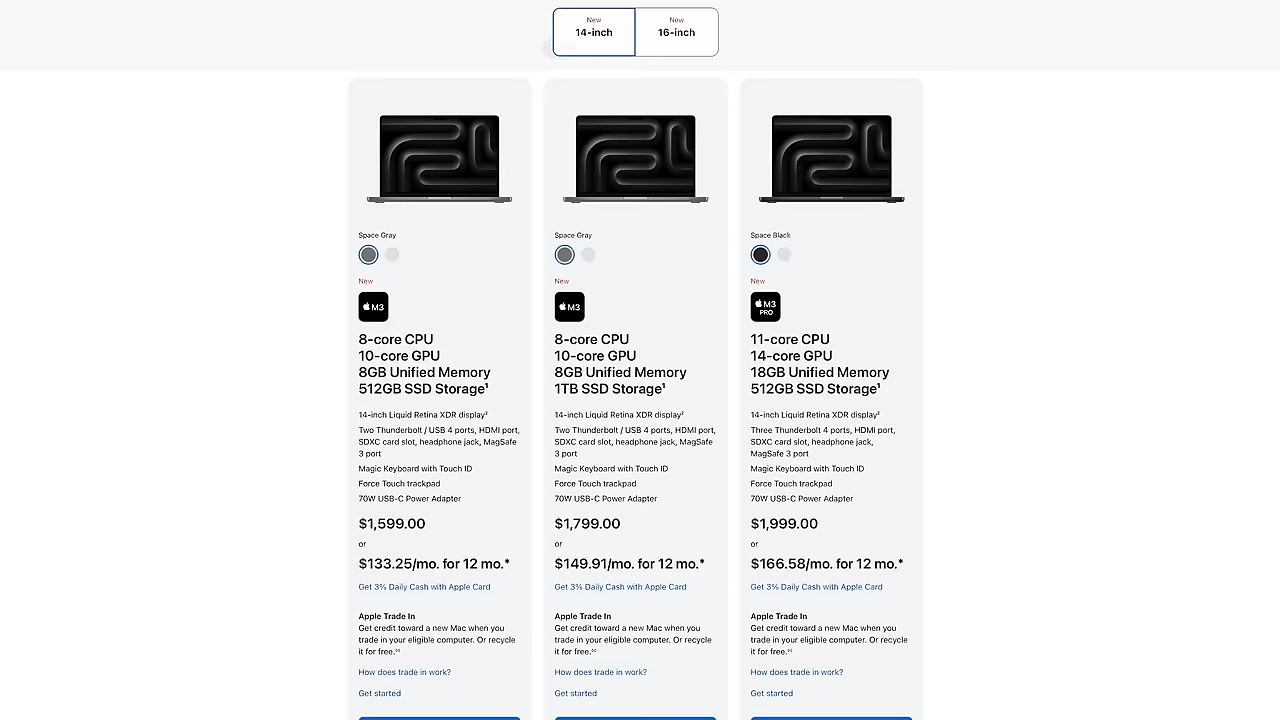 New
14-inch
New
16-inch
Space Gray
New
M3
8-core CPU
10-core GPU
8GB Unified Memory
512GB SSD Storage¹
14-inch Liquid Retina XDR display²
Two Thunderbolt / USB 4 ports, HDMI port,
SDXC card slot, headphone jack, MagSafe
3 port
Magic Keyboard with Touch ID
Force Touch trackpad
70W USB-C Power Adapter
$1,599.00
or
$133.25/mo. for 12 mo.*
Get 3% Daily Cash with Apple Card
Apple Trade In
Get credit toward a new Mac when you
trade in your eligible computer. Or recycle
it for free.
How does trade in work?
Get started
Space Gray
New
M3
8-core CPU
10-core GPU
8GB Unified Memory
1TB SSD Storage¹
14-inch Liquid Retina XDR display²
Two Thunderbolt / USB 4 ports, HDMI port,
SDXC card slot, headphone jack, MagSafe
3 port
Magic Keyboard with Touch ID
Force Touch trackpad
70W USB-C Power Adapter
$1,799.00
or
$149.91/mo. for 12 mo.*
Get 3% Daily Cash with Apple Card
Apple Trade In
Get credit toward a new Mac when you
trade in your eligible computer. Or recycle
it for free.
How does trade in work?
Get started
Space Black
New
M3
PRO
11-core CPU
14-core GPU
18GB Unified Memory
512GB SSD Storage¹
14-inch Liquid Retina XDR display²
Three Thunderbolt 4 ports, HDMI port,
SDXC card slot, headphone jack,
MagSafe 3 port
Magic Keyboard with Touch ID
Force Touch trackpad
70W USB-C Power Adapter
$1,999.00
or
$166.58/mo. for 12 mo.*
Get 3% Daily Cash with Apple Card
Apple Trade In
Get credit toward a new Mac when you
trade in your eligible computer. Or recycle
it for free.
How does trade in work?
Get started